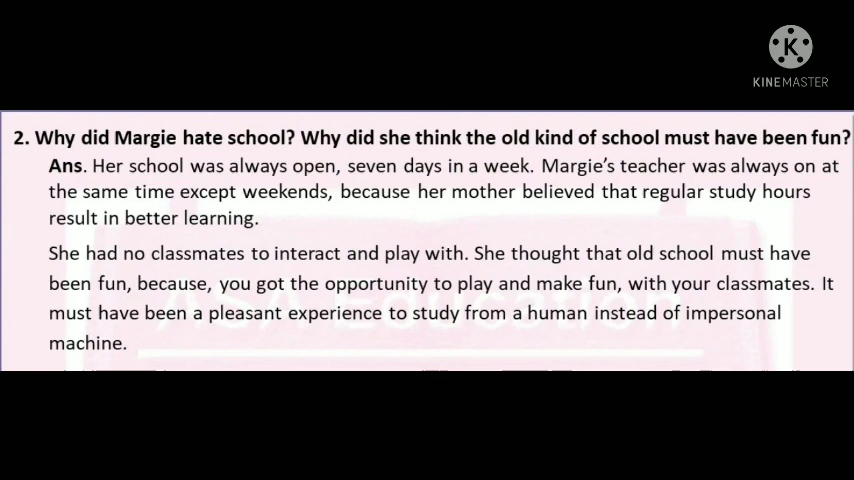 K
KINEMASTER
2. Why did Margie hate school? Why did she think the old kind of school must have been fun?
Ans. Her school was always open, seven days in a week. Margie's teacher was always on at
the same time except weekends, because her mother believed that regular study hours
result in better learning.
She had no classmates to interact and play with. She thought that old school must have
been fun, because, you got the opportunity to play and make fun, with your classmates. It
must have been a pleasant experience to study from a human instead of impersonal
machine.
ASA Education